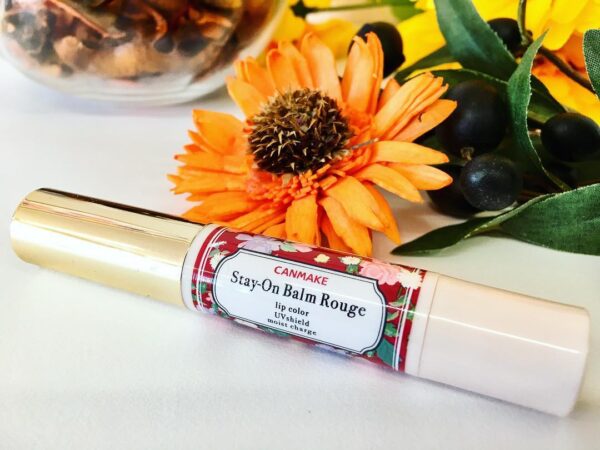 CANMAKE
Stay-On Balm Rouge
lip color
UVshield
moist charge